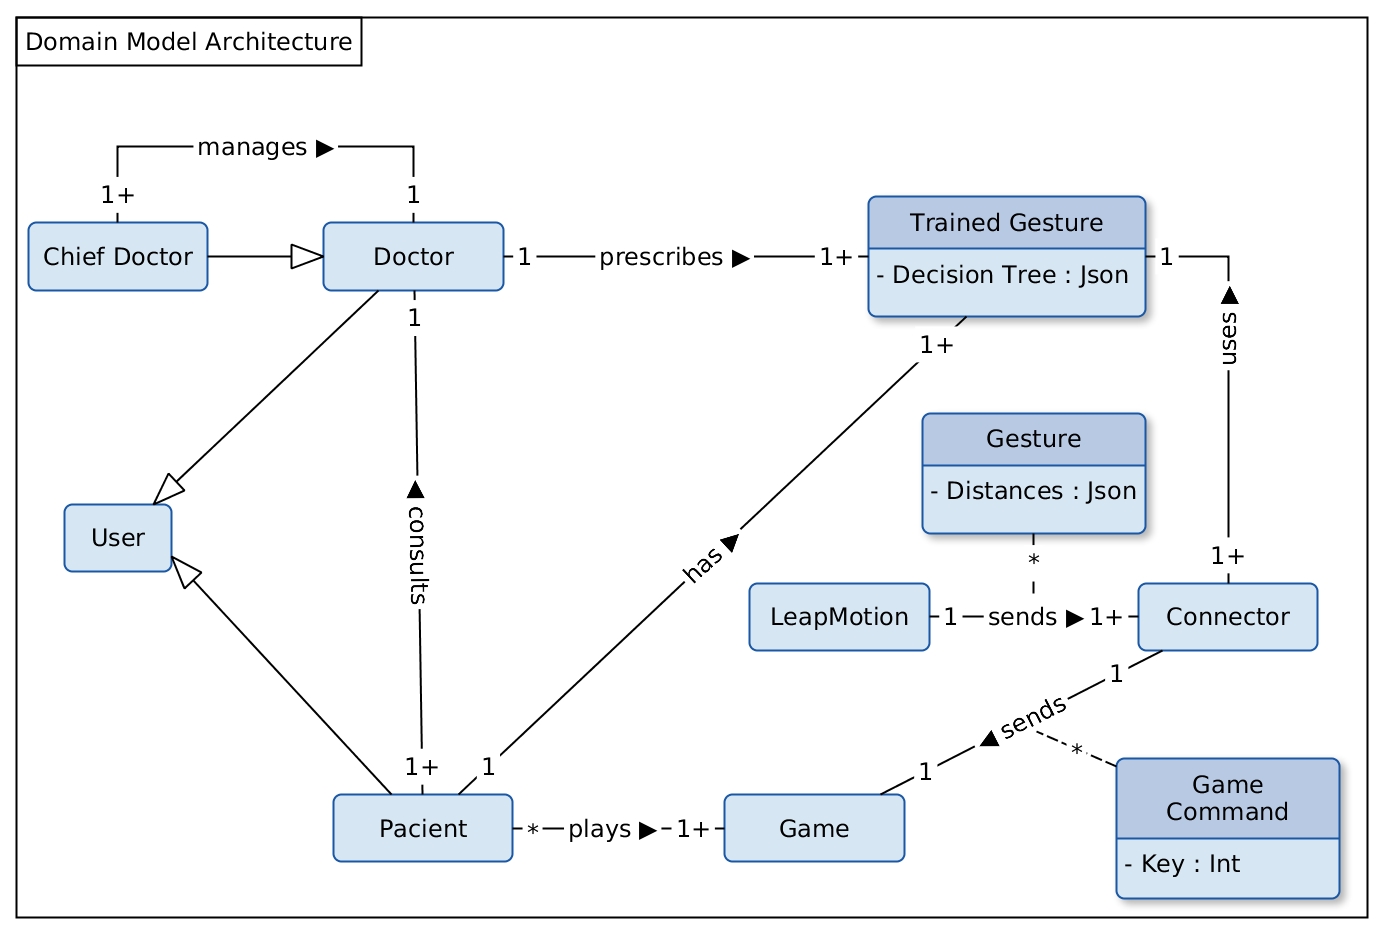 Domain Model Architecture
manages ▶
1+
1
Chief Doctor
Doctor
1
prescribes ▶
1+
Trained Gesture
- Decision Tree : Json
1
uses ▶
1+
1
consults ▶
1+
1+
has ▶
1
User
Gesture
- Distances : Json
*
LeapMotion
1
sends ▶
1+
Connector
1
sends ◀
1
*
Game
Command
- Key : Int
Pacient
*
plays ▶
1+
Game